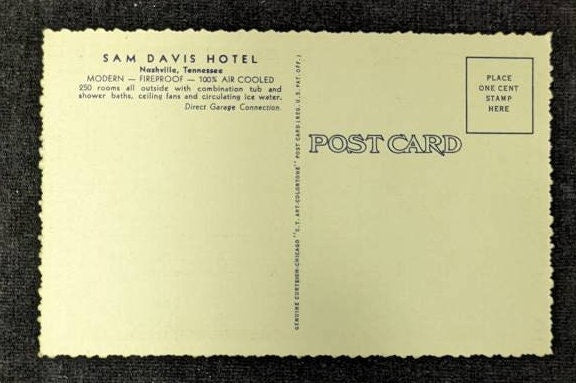 SAM DAVIS HOTEL
Nashville, Tennessee
MODERN — FIREPROOF — 100% AIR COOLED
250 rooms all outside with combination tub and
shower baths, ceiling fans and circulating ice water.
Direct Garage Connection.
GENUINE CURTEICH-CHICAGO "C.T. ART-COLORTONE" POST CARD (REG. U.S. PAT. OFF.)
POST CARD
PLACE
ONE CENT
STAMP
HERE